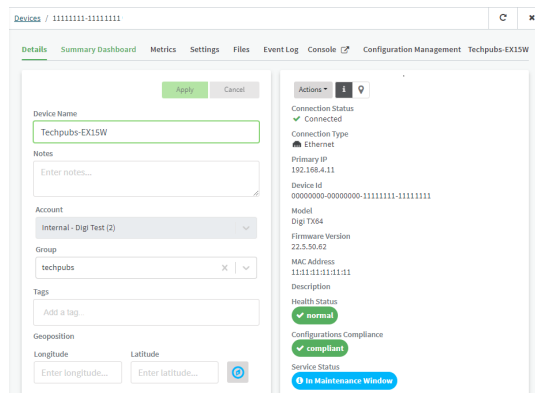 Devices / 11111111-11111111
Details Summary Dashboard Metrics Settings Files Event Log Console Configuration Management Techpubs-EX15W
Apply Cancel
Device Name
Techpubs-EX15W
Notes
Enter notes...
Account
Internal - Digi Test (2)
Group
techpubs
Tags
Add a tag..
Geoposition
Longitude Latitude
Enter longitude... Enter latitude...
Actions
Connection Status
Connected
Connection Type
Ethernet
Primary IP
192.168.4.11
Device Id
00000000-00000000-11111111-11111111
Model
Digi TX64
Firmware Version
22.5.50.62
MAC Address
11:11:11:11:11:11
Description
Health Status
normal
Configurations Compliance
compliant
Service Status
In Maintenance Window